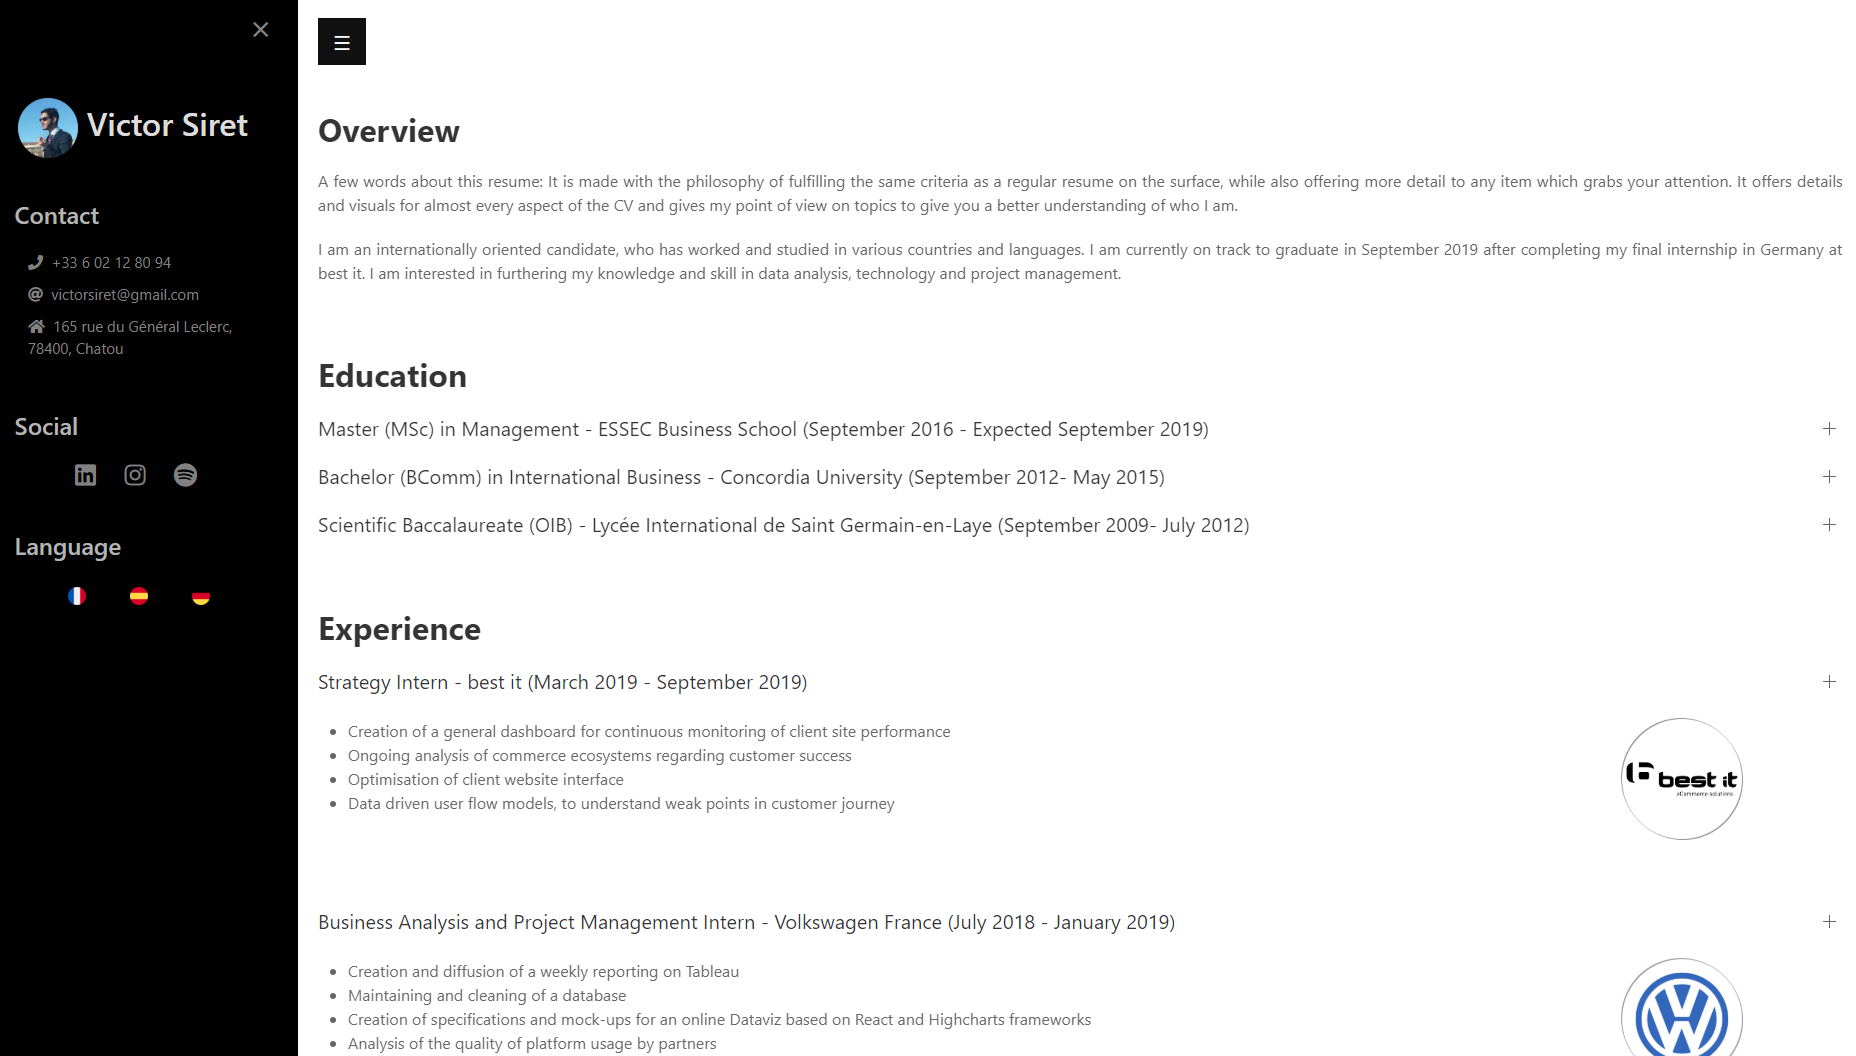 ×
☰
Victor Siret
Contact
+33 6 02 12 80 94
victorsiret@gmail.com
165 rue du Général Leclerc,
78400, Chatou
Social
Language
Overview
A few words about this resume: It is made with the philosophy of fulfilling the same criteria as a regular resume on the surface, while also offering more detail to any item which grabs your attention. It offers details
and visuals for almost every aspect of the CV and gives my point of view on topics to give you a better understanding of who I am.
I am an internationally oriented candidate, who has worked and studied in various countries and languages. I am currently on track to graduate in September 2019 after completing my final internship in Germany at
best it. I am interested in furthering my knowledge and skill in data analysis, technology and project management.
Education
Master (MSc) in Management - ESSEC Business School (September 2016 - Expected September 2019)
Bachelor (BComm) in International Business - Concordia University (September 2012- May 2015)
Scientific Baccalaureate (OIB) - Lycée International de Saint Germain-en-Laye (September 2009- July 2012)
Experience
Strategy Intern - best it (March 2019 - September 2019)
• Creation of a general dashboard for continuous monitoring of client site performance
• Ongoing analysis of commerce ecosystems regarding customer success
• Optimisation of client website interface
• Data driven user flow models, to understand weak points in customer journey
best it
eCommerce solutions
Business Analysis and Project Management Intern - Volkswagen France (July 2018 - January 2019)
• Creation and diffusion of a weekly reporting on Tableau
• Maintaining and cleaning of a database
• Creation of specifications and mock-ups for an online Dataviz based on React and Highcharts frameworks
• Analysis of the quality of platform usage by partners